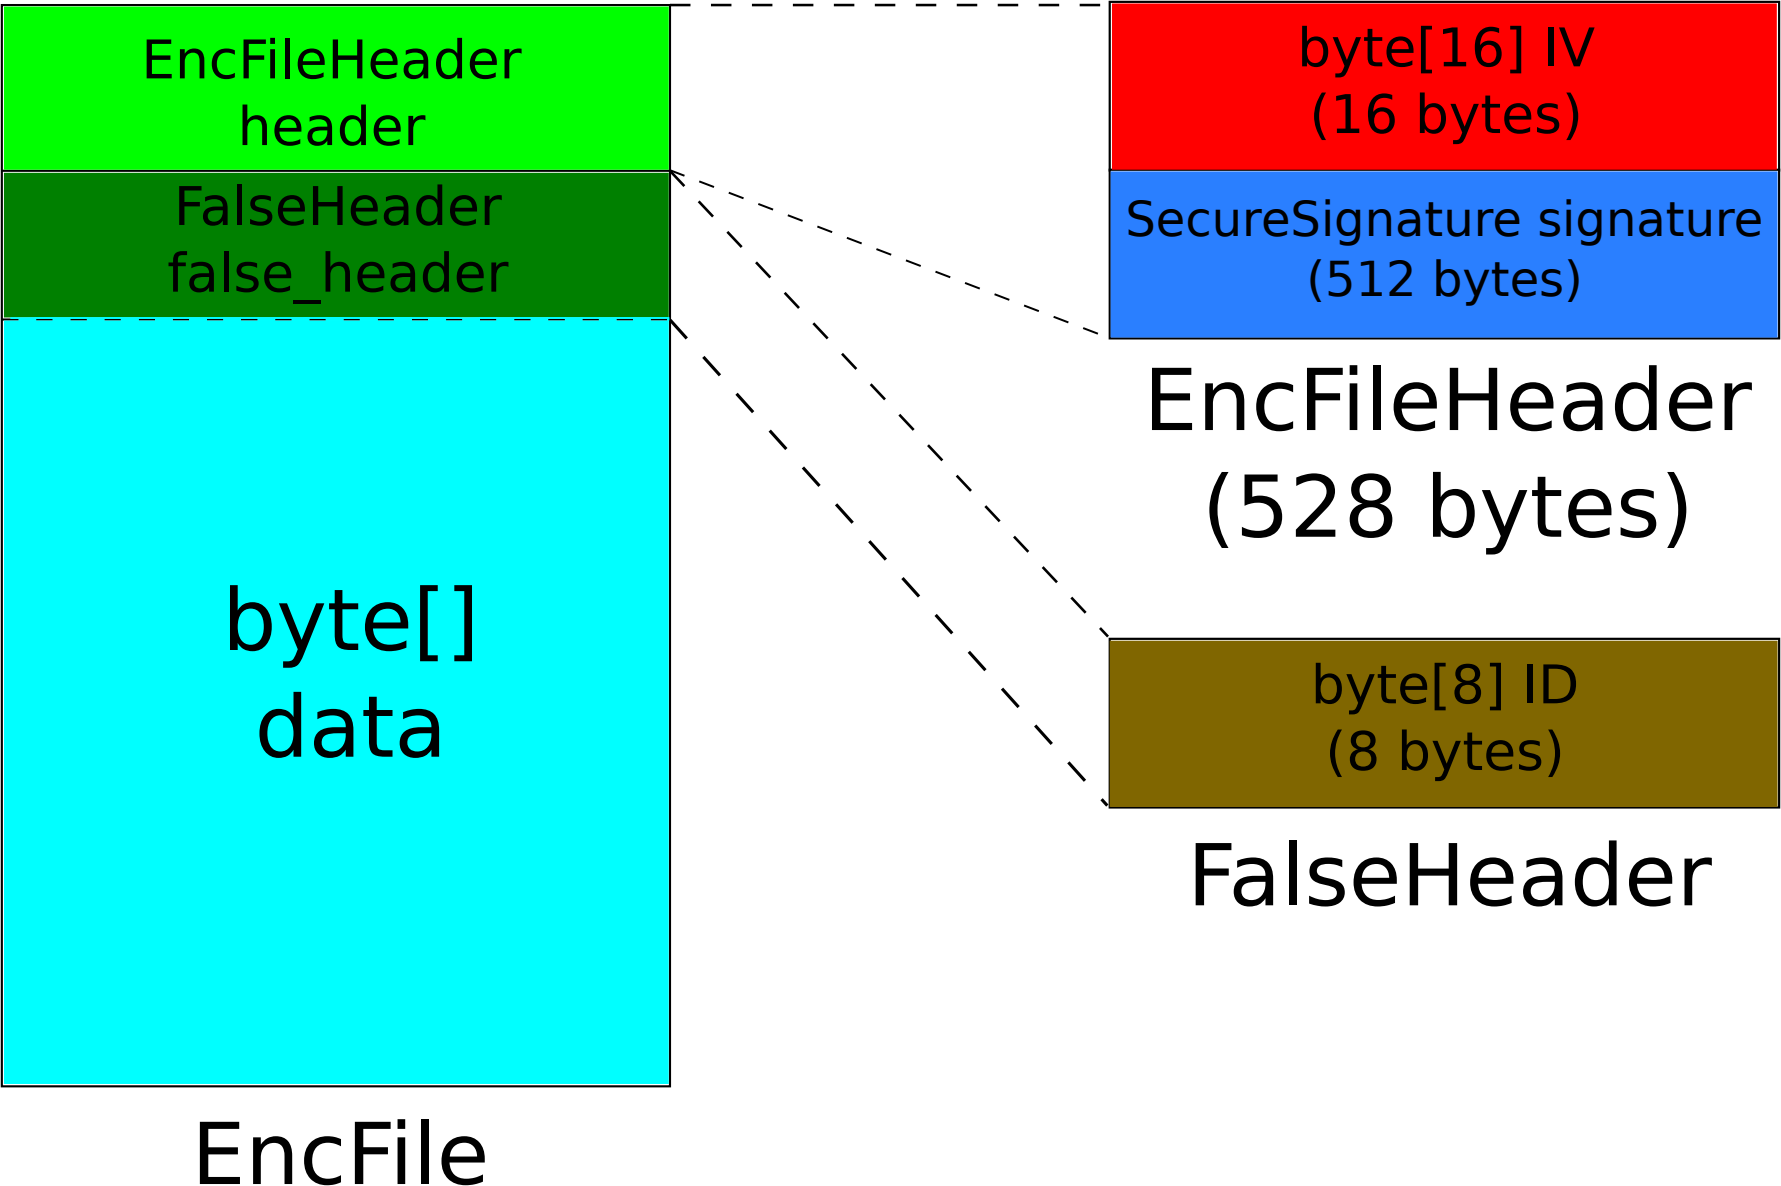 EncFileHeader
header
FalseHeader
false_header
byte[]
data
EncFile
byte[16] IV
(16 bytes)
SecureSignature signature
(512 bytes)
EncFileHeader
(528 bytes)
byte[8] ID
(8 bytes)
FalseHeader